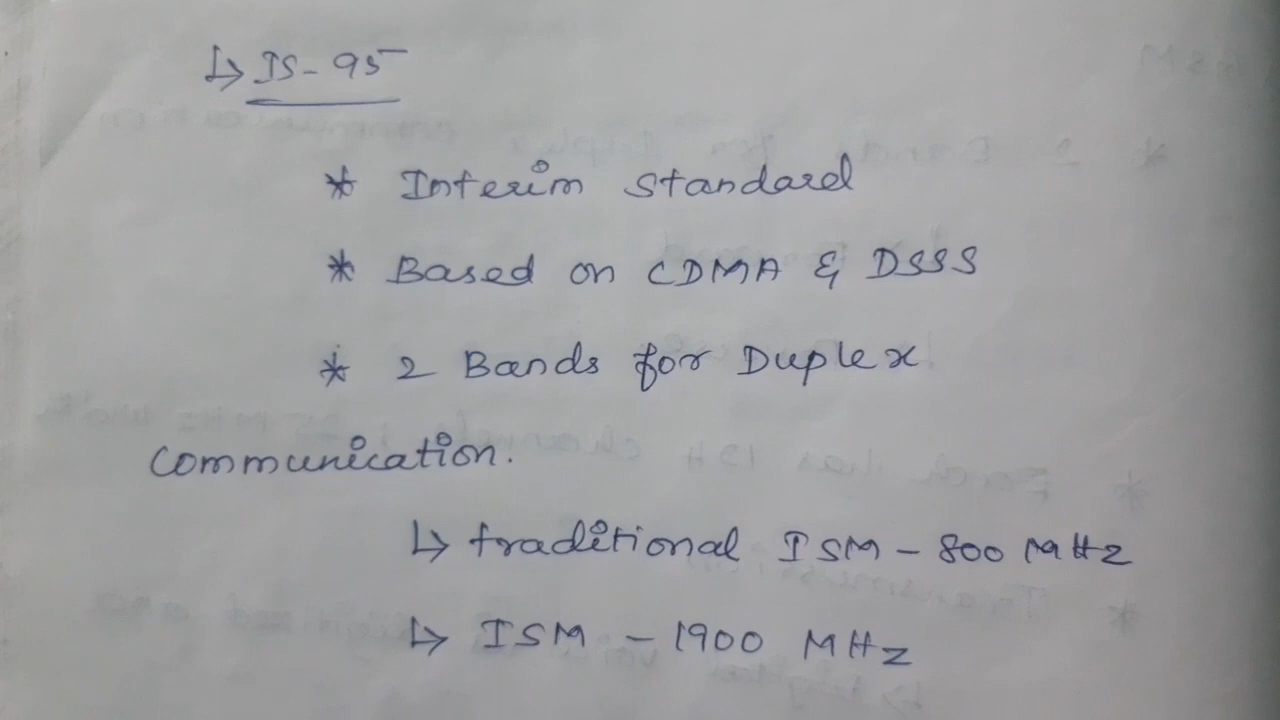 ↳ IS - 95
* Interim Standard
* Based on CDMA & DSSS
* 2 Bands for Duplex
communication.
↳ traditional ISM - 800 MHz
↳ ISM - 1900 MHz